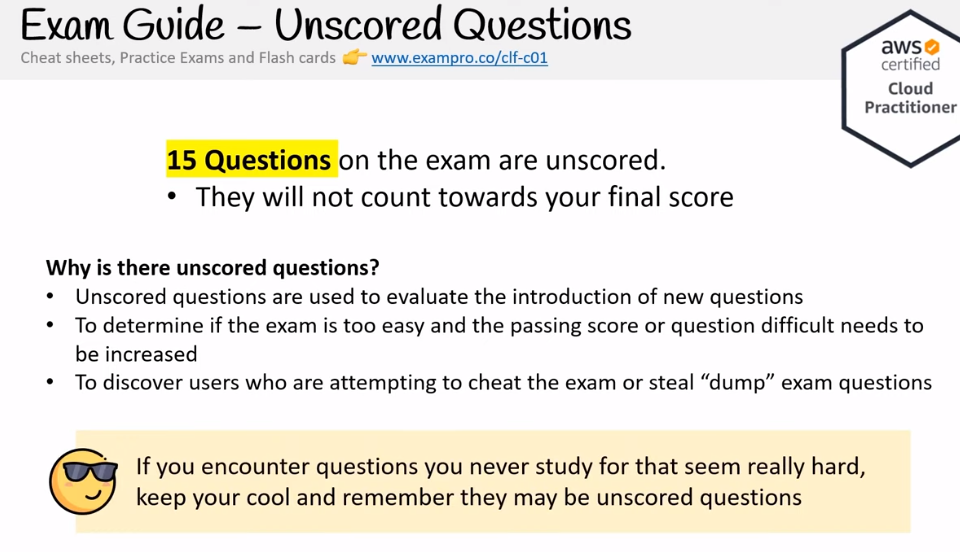 Exam Guide – Unscored Questions
Cheat sheets, Practice Exams and Flash cards 👉 www.exampro.co/clf-c01
aws
certified
Cloud
Practitioner
15 Questions on the exam are unscored.
• They will not count towards your final score
Why is there unscored questions?
• Unscored questions are used to evaluate the introduction of new questions
• To determine if the exam is too easy and the passing score or question difficult needs to
be increased
• To discover users who are attempting to cheat the exam or steal “dump” exam questions
If you encounter questions you never study for that seem really hard,
keep your cool and remember they may be unscored questions